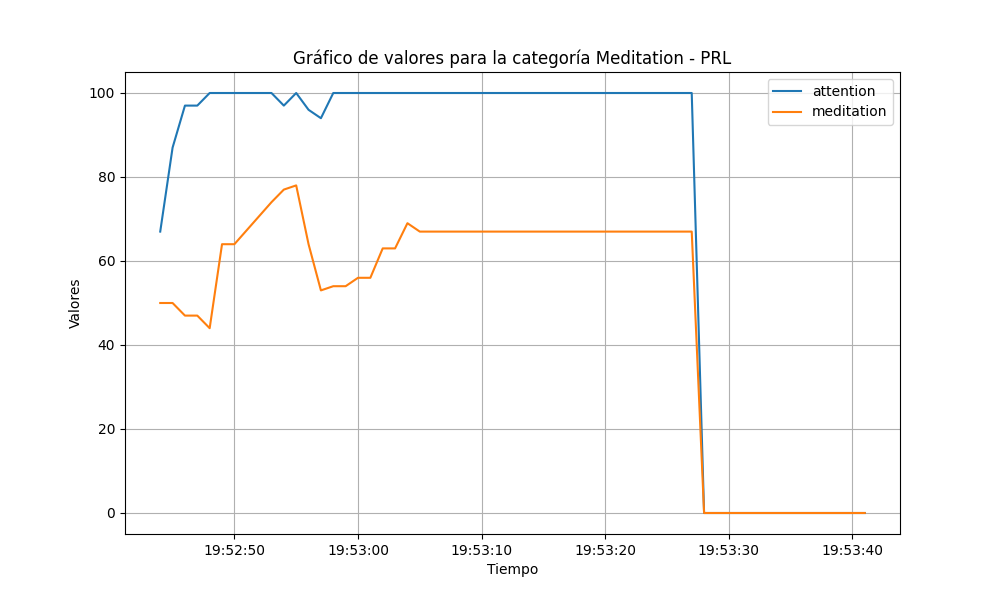 Gráfico de valores para la categoría Meditation - PRL
attention
meditation
Valores
100
80
60
40
20
0
19:52:50
19:53:00
19:53:10
19:53:20
19:53:30
19:53:40
Tiempo